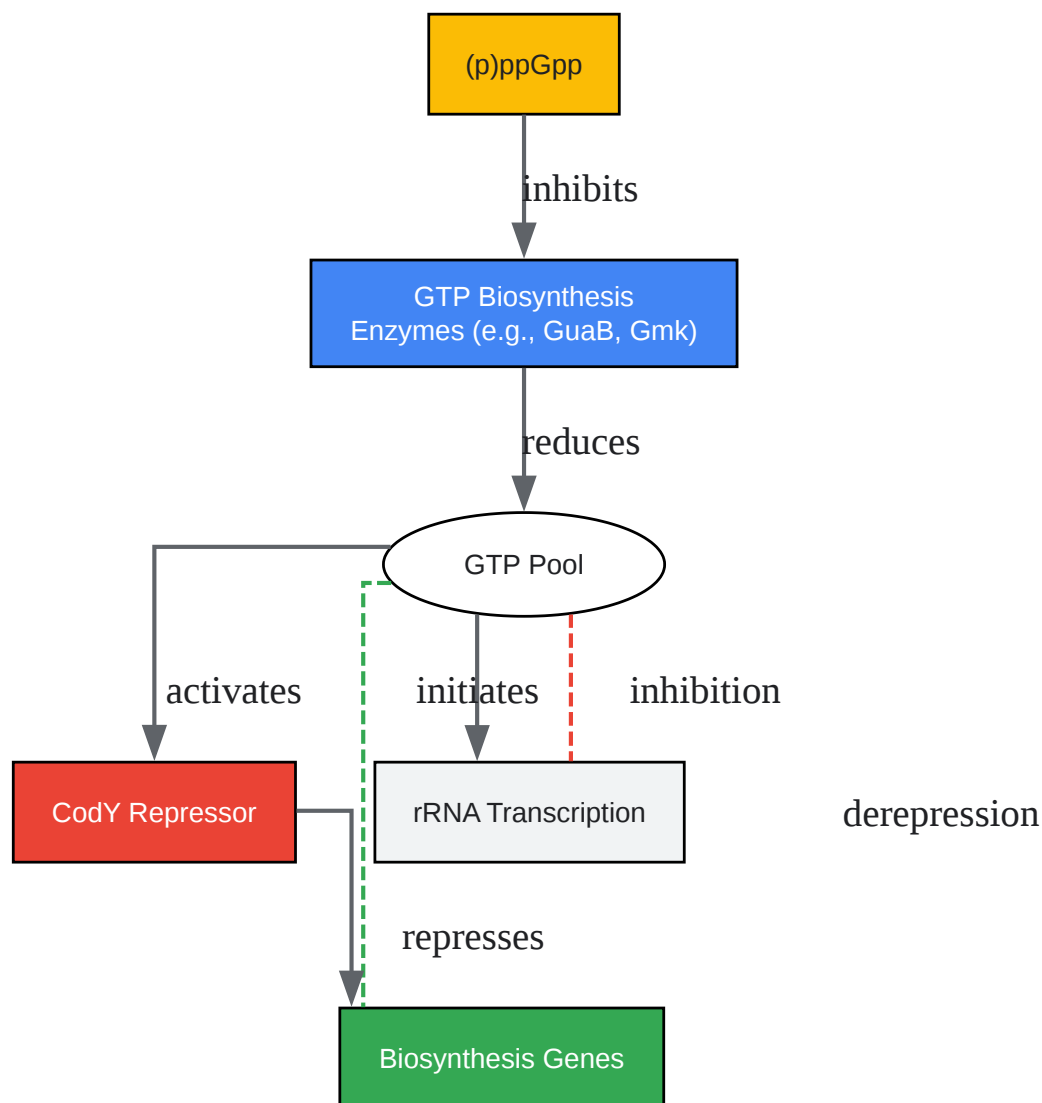 (p)ppGpp
inhibits
GTP Biosynthesis
Enzymes (e.g., GuaB, Gmk)
reduces
GTP Pool
activates
initiates
inhibition
CodY Repressor
rRNA Transcription
derepression
represses
Biosynthesis Genes